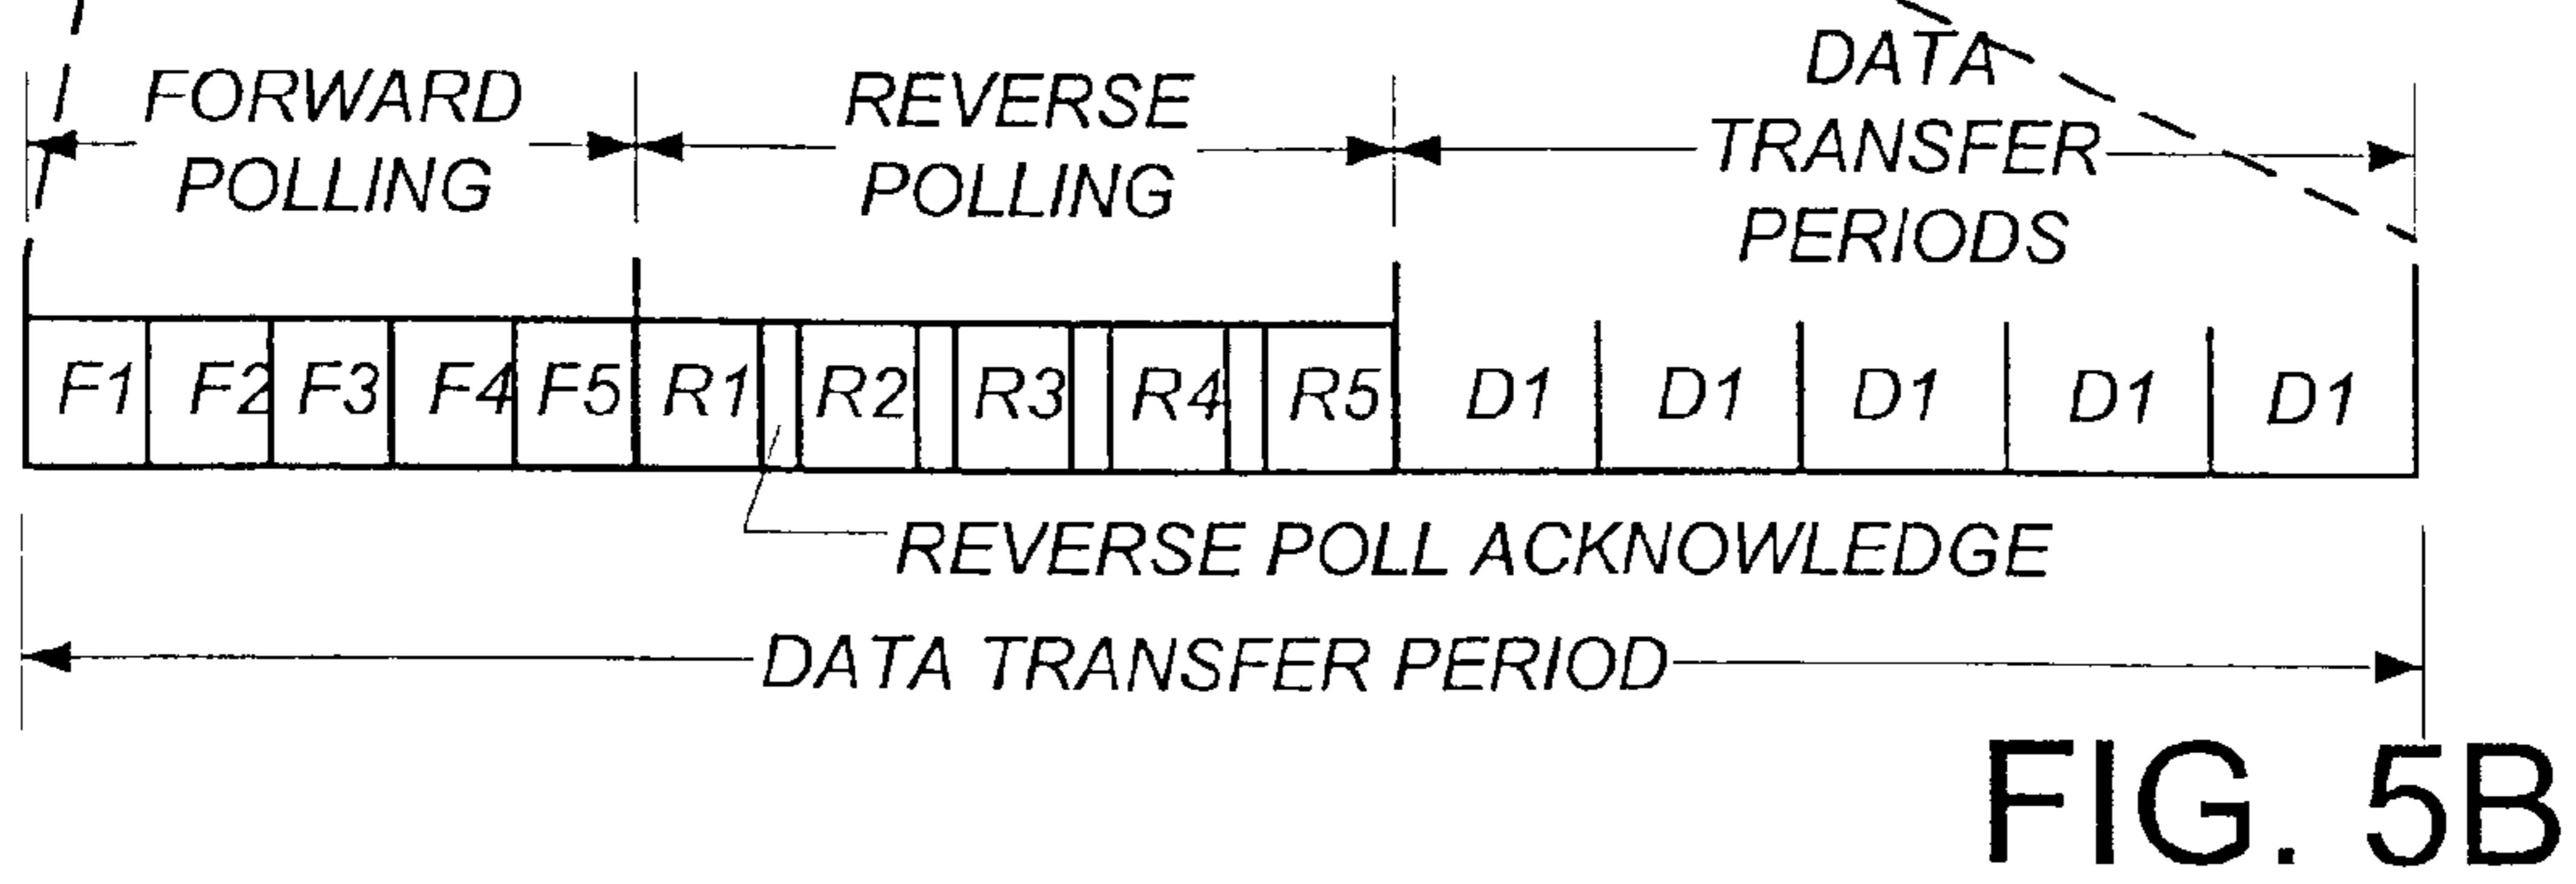 FORWARD
POLLING
REVERSE
POLLING
DATA
TRANSFER
PERIODS
F1 F2 F3 F4 F5 R1 R2 R3 R4 R5 D1 D1 D1 D1 D1
REVERSE POLL ACKNOWLEDGE
DATA TRANSFER PERIOD
FIG. 5B